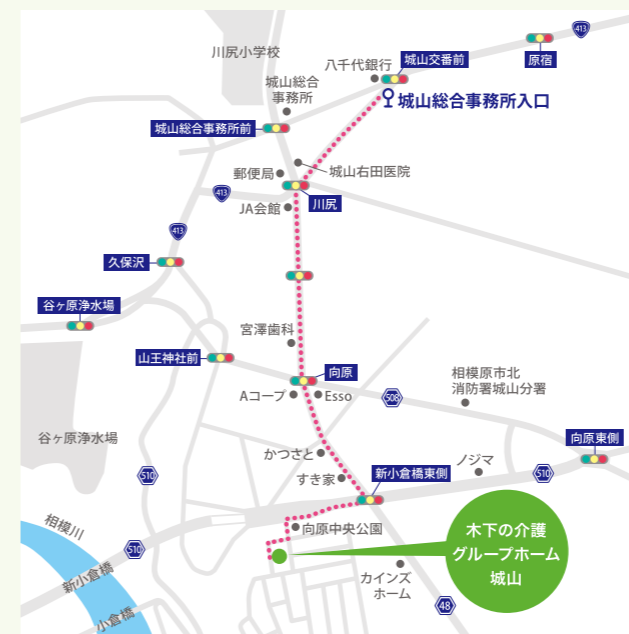 413
川尻小学校
八千代銀行
城山交番前
原宿
城山総合
事務所
城山総合事務所入口
城山総合事務所前
郵便局
城山右田医院
413
川尻
JA会館
413
久保沢
谷ヶ原浄水場
宮澤歯科
山王神社前
向原
相模原市北
消防署城山分署
Aコープ
Esso
508
谷ヶ原浄水場
かつさと
ノジマ
向原東側
すき家
新小倉橋東側
510
510
相模川
向原中央公園
木下の介護
グループホーム
城山
510
新小倉橋
カインズ
ホーム
小倉橋
48